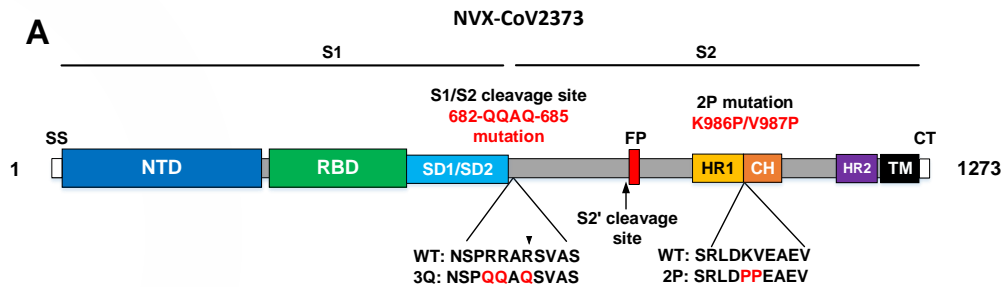 NVX-CoV2373
A
S1 S2
S1/S2 cleavage site
682-QQAQ-685
mutation
2P mutation
K986P/V987P
SS FP CT
1 NTD RBD SD1/SD2 HR1 CH HR2 TM 1273
S2' cleavage
site
WT: NSPRRARSVAS
3Q: NSPQQAQSVAS
WT: SRLDKVEAEV
2P: SRLDPPEAEV